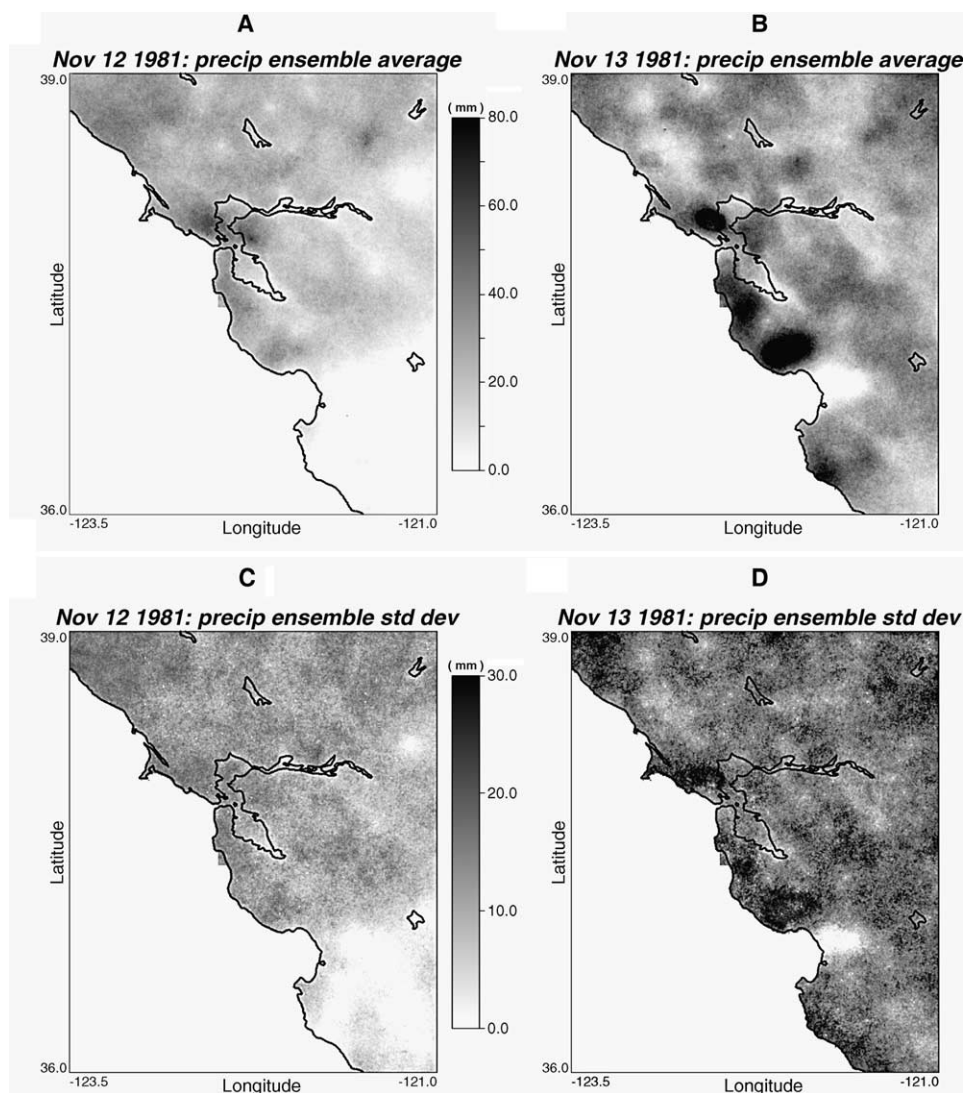 A
B
Nov 12 1981: precip ensemble average
Nov 13 1981: precip ensemble average
39.0
39.0
(mm)
80.0
60.0
40.0
20.0
0.0
Latitude
Latitude
36.0
36.0
-123.5
Longitude
-121.0
-123.5
Longitude
-121.0
C
D
Nov 12 1981: precip ensemble std dev
Nov 13 1981: precip ensemble std dev
39.0
39.0
(mm)
30.0
20.0
10.0
0.0
Latitude
Latitude
36.0
36.0
-123.5
Longitude
-121.0
-123.5
Longitude
-121.0